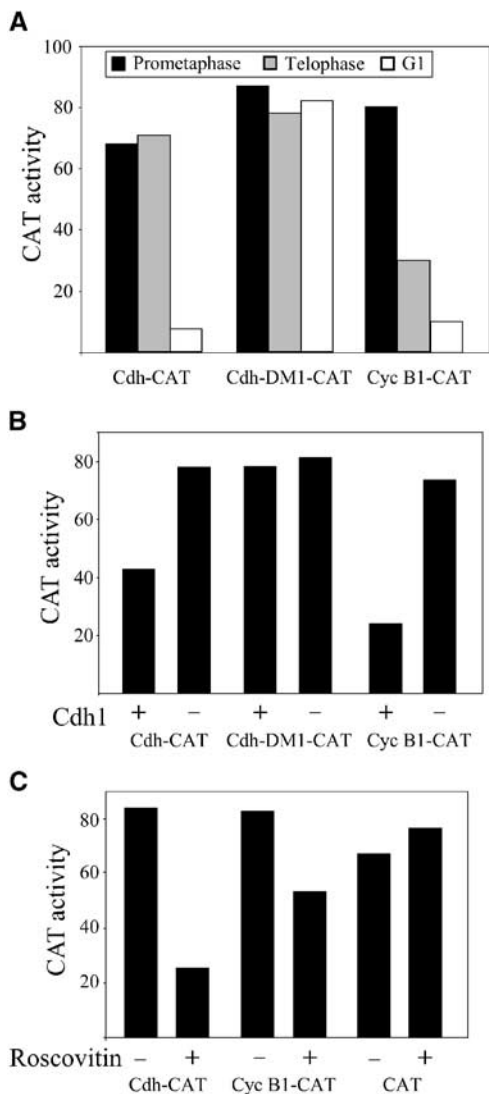 A
Prometaphase Telophase G1
100
80
60
40
20
CAT activity
Cdh-CAT Cdh-DM1-CAT Cyc B1-CAT
B
80
60
40
20
CAT activity
Cdh1 + − + − + −
Cdh-CAT Cdh-DM1-CAT Cyc B1-CAT
C
80
60
40
20
CAT activity
Roscovitin − + − + − +
Cdh-CAT Cyc B1-CAT CAT